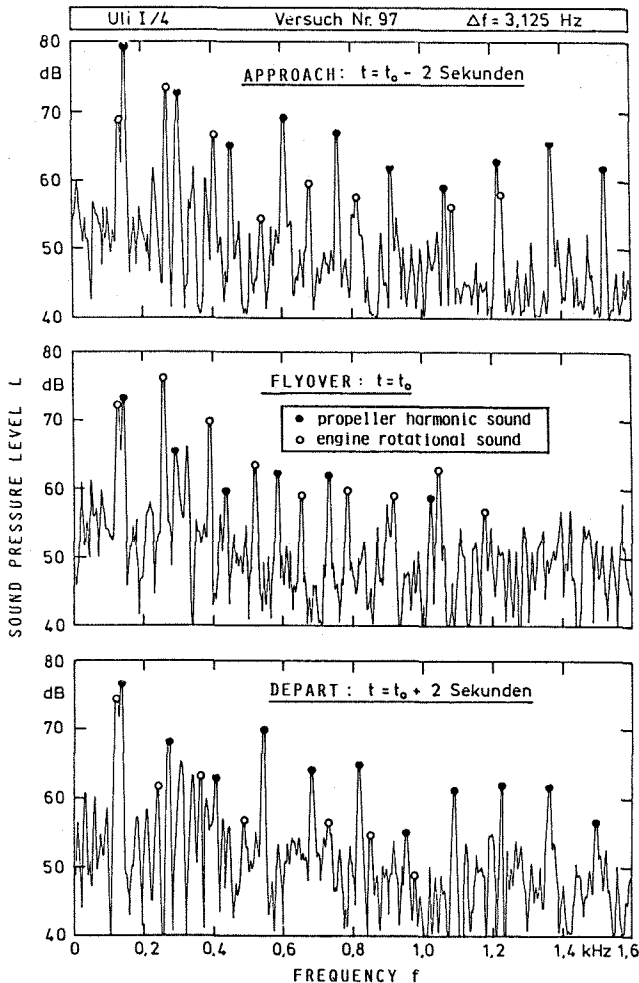 Uli I/4 Versuch Nr. 97 Δf = 3,125 Hz
80
dB
70
60
50
40
APPROACH: t = t₀ - 2 Sekunden
80
dB
70
60
50
40
FLYOVER: t = t₀
● propeller harmonic sound
○ engine rotational sound
80
dB
70
60
50
40
DEPART: t = t₀ + 2 Sekunden
0 0,2 0,4 0,6 0,8 1,0 1,2 1,4 kHz 1,6
FREQUENCY f
SOUND PRESSURE LEVEL L